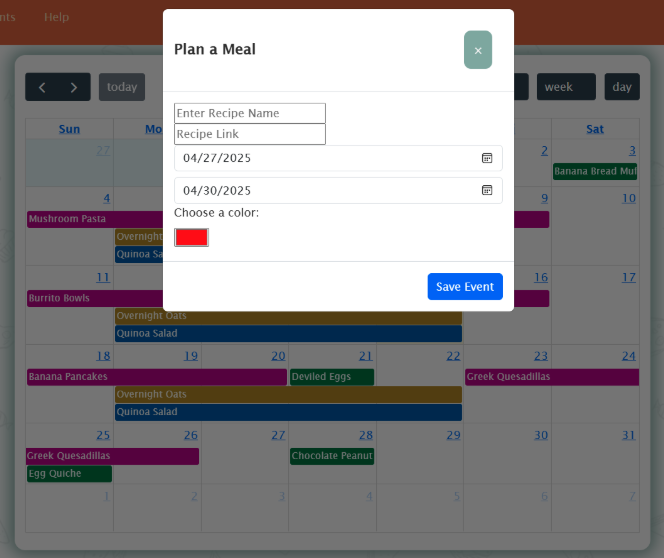 nts Help
Plan a Meal
×
today
week day
Sun Mo Sat
27 2 3
Banana Bread Muf
4 9 10
Mushroom Pasta
Overnight
Quinoa Sa
11 16 17
Burrito Bowls
Overnight Oats
Quinoa Salad
18 19 20 21 22 23 24
Banana Pancakes Deviled Eggs Greek Quesadillas
Overnight Oats
Quinoa Salad
25 26 27 28 29 30 31
Greek Quesadillas Chocolate Peanut
Egg Quiche
1 2 3 4 5 6 7
Enter Recipe Name
Recipe Link
04/27/2025
04/30/2025
Choose a color:
Save Event